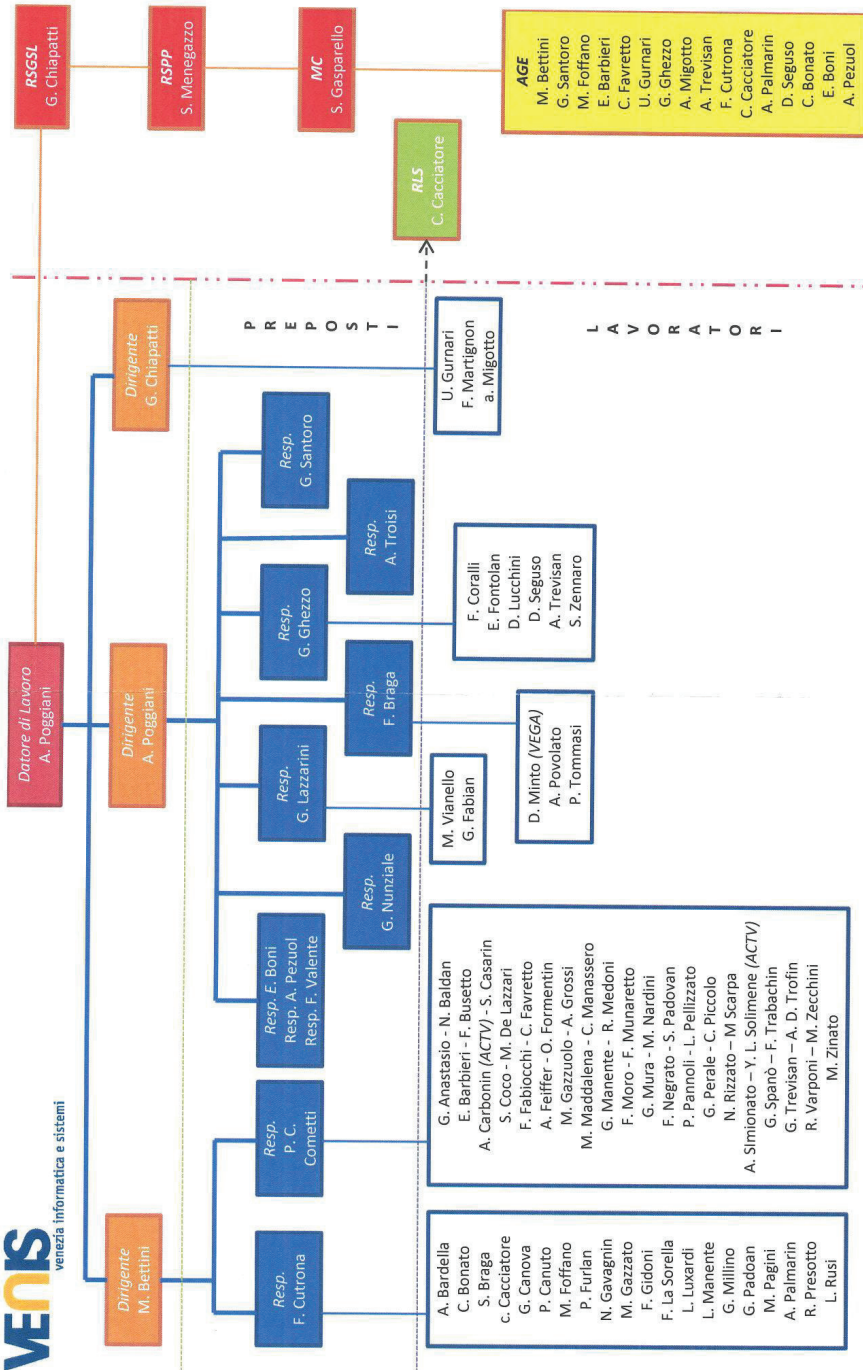 VENIS
venezia informatica e sistemi
Datore di Lavoro
A. Poggiani
RSGSL
G. Chiapatti
Dirigente
M. Bettini
Dirigente
A. Poggiani
Dirigente
G. Chiapatti
RSPP
S. Menegazzo
P R E P O S T I
Resp.
F. Cutrona
Resp.
P. C.
Cometti
Resp. E. Boni
Resp. A. Pezuol
Resp. F. Valente
Resp.
G. Nunziale
Resp.
G. Lazzarini
Resp.
F. Braga
Resp.
G. Ghezzo
Resp.
A. Troisi
Resp.
G. Santoro
MC
S. Gasparello
RLS
C. Cacciatore
A. Bardella
C. Bonato
S. Braga
c. Cacciatore
G. Canova
P. Canuto
M. Foffano
P. Furlan
N. Gavagnin
M. Gazzato
F. Gidoni
F. La Sorella
L. Luxardi
L. Manente
G. Millino
G. Padoan
M. Pagini
A. Palmarin
R. Presotto
L. Rusi
G. Anastasio - N. Baldan
E. Barbieri - F. Busetto
A. Carbonin (ACTV) - S. Casarin
S. Coco - M. De Lazzari
F. Fabiocchi - C. Favretto
A. Feiffer - O. Formentin
M. Gazzuolo - A. Grossi
M. Maddalena - C. Manassero
G. Manente - R. Medoni
F. Moro - F. Munaretto
G. Mura - M. Nardini
F. Negrato - S. Padovan
P. Pannoli - L. Pellizzato
G. Perale - C. Piccolo
N. Rizzato – M Scarpa
A. SImionato – Y. L. Solimene (ACTV)
G. Spanò – F. Trabachin
G. Trevisan – A. D. Trofin
R. Varponi – M. Zecchini
M. Zinato
M. Vianello
G. Fabian
D. Minto (VEGA)
A. Povolato
P. Tommasi
F. Coralli
E. Fontolan
D. Lucchini
D. Seguso
A. Trevisan
S. Zennaro
U. Gurnari
F. Martignon
a. Migotto
L A V O R A T O R I
AGE
M. Bettini
G. Santoro
M. Foffano
E. Barbieri
C. Favretto
U. Gurnari
G. Ghezzo
A. Migotto
A. Trevisan
F. Cutrona
C. Cacciatore
A. Palmarin
D. Seguso
C. Bonato
E. Boni
A. Pezuol